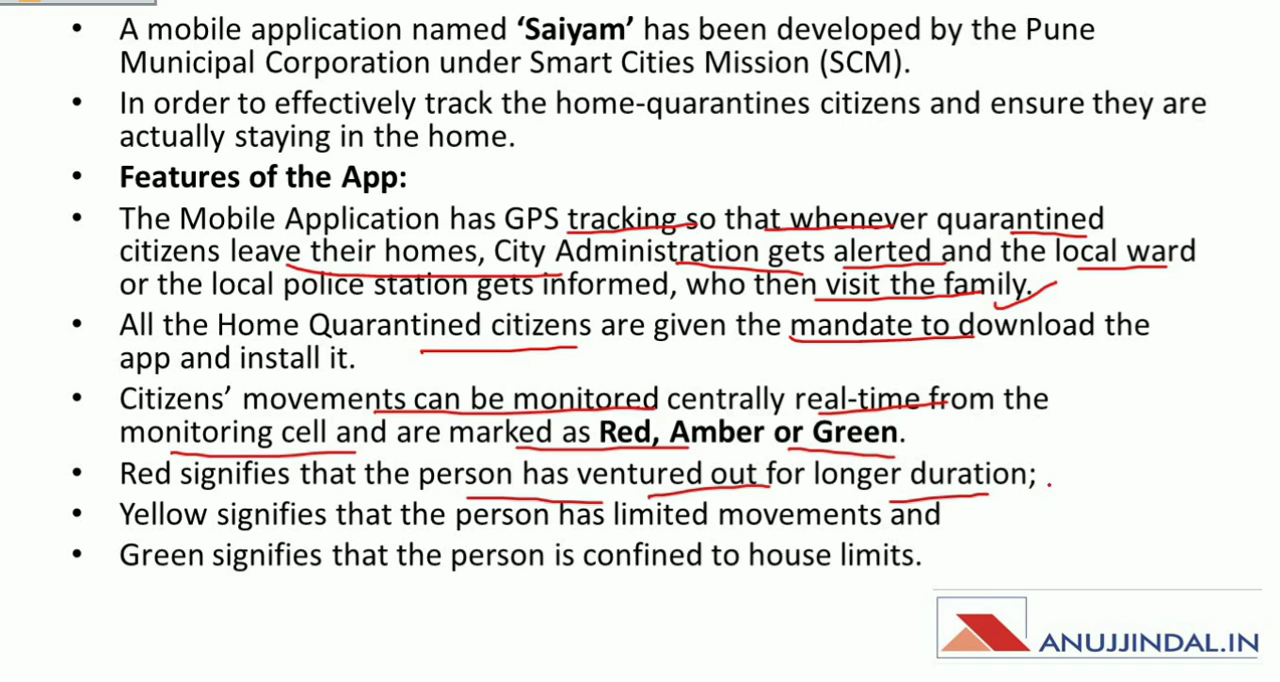 • A mobile application named ‘Saiyam’ has been developed by the Pune
Municipal Corporation under Smart Cities Mission (SCM).
• In order to effectively track the home-quarantines citizens and ensure they are
actually staying in the home.
• Features of the App:
• The Mobile Application has GPS tracking so that whenever quarantined
citizens leave their homes, City Administration gets alerted and the local ward
or the local police station gets informed, who then visit the family.
• All the Home Quarantined citizens are given the mandate to download the
app and install it.
• Citizens’ movements can be monitored centrally real-time from the
monitoring cell and are marked as Red, Amber or Green.
• Red signifies that the person has ventured out for longer duration;
• Yellow signifies that the person has limited movements and
• Green signifies that the person is confined to house limits.
ANUJJINDAL.IN